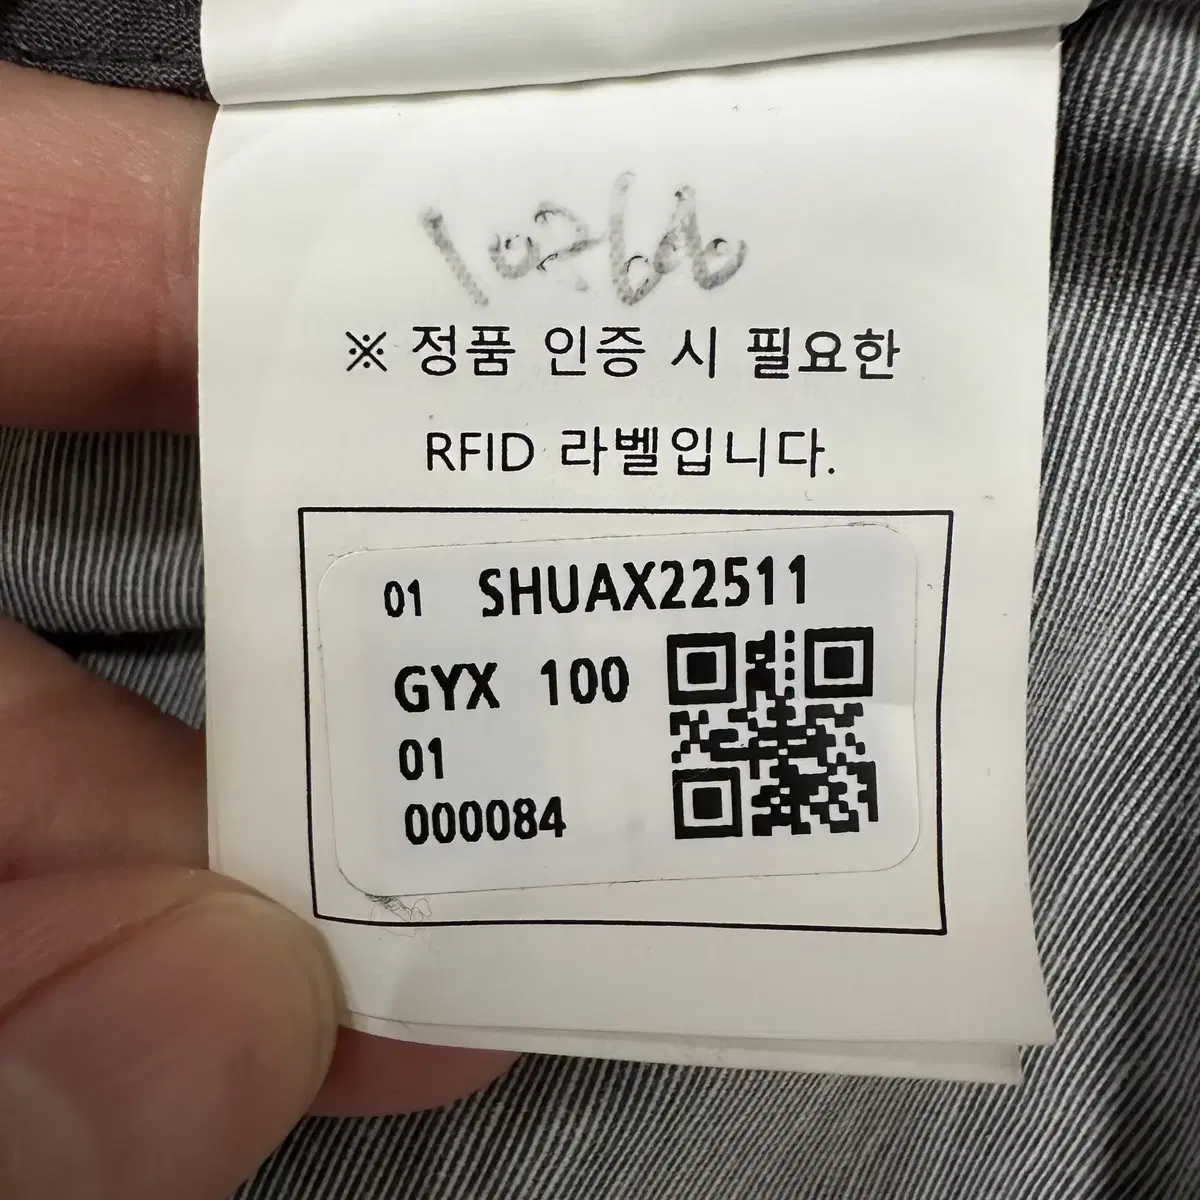 ※ 정품 인증 시 필요한
RFID 라벨입니다.
01 SHUAX22511
GYX 100
01
000084